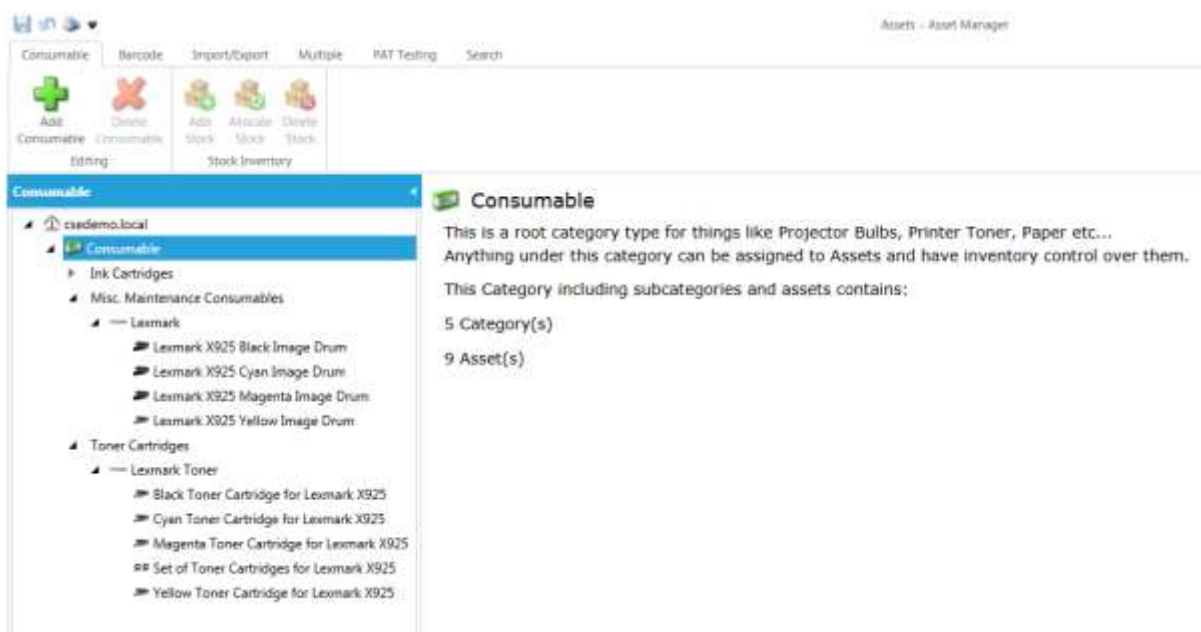 Assets - Asset Manager
Consumable Barcode Import/Export Multiple PAT Testing Search
Add Consumable
Delete Consumable
Add Stock
Allocate Stock
Delete Stock
Editing
Stock Inventory
Consumable
csedemo.local
Consumable
Ink Cartridges
Misc. Maintenance Consumables
Lexmark
Lexmark X925 Black Image Drum
Lexmark X925 Cyan Image Drum
Lexmark X925 Magenta Image Drum
Lexmark X925 Yellow Image Drum
Toner Cartridges
Lexmark Toner
Black Toner Cartridge for Lexmark X925
Cyan Toner Cartridge for Lexmark X925
Magenta Toner Cartridge for Lexmark X925
Set of Toner Cartridges for Lexmark X925
Yellow Toner Cartridge for Lexmark X925
Consumable
This is a root category type for things like Projector Bulbs, Printer Toner, Paper etc...
Anything under this category can be assigned to Assets and have inventory control over them.
This Category including subcategories and assets contains:
5 Category(s)
9 Asset(s)